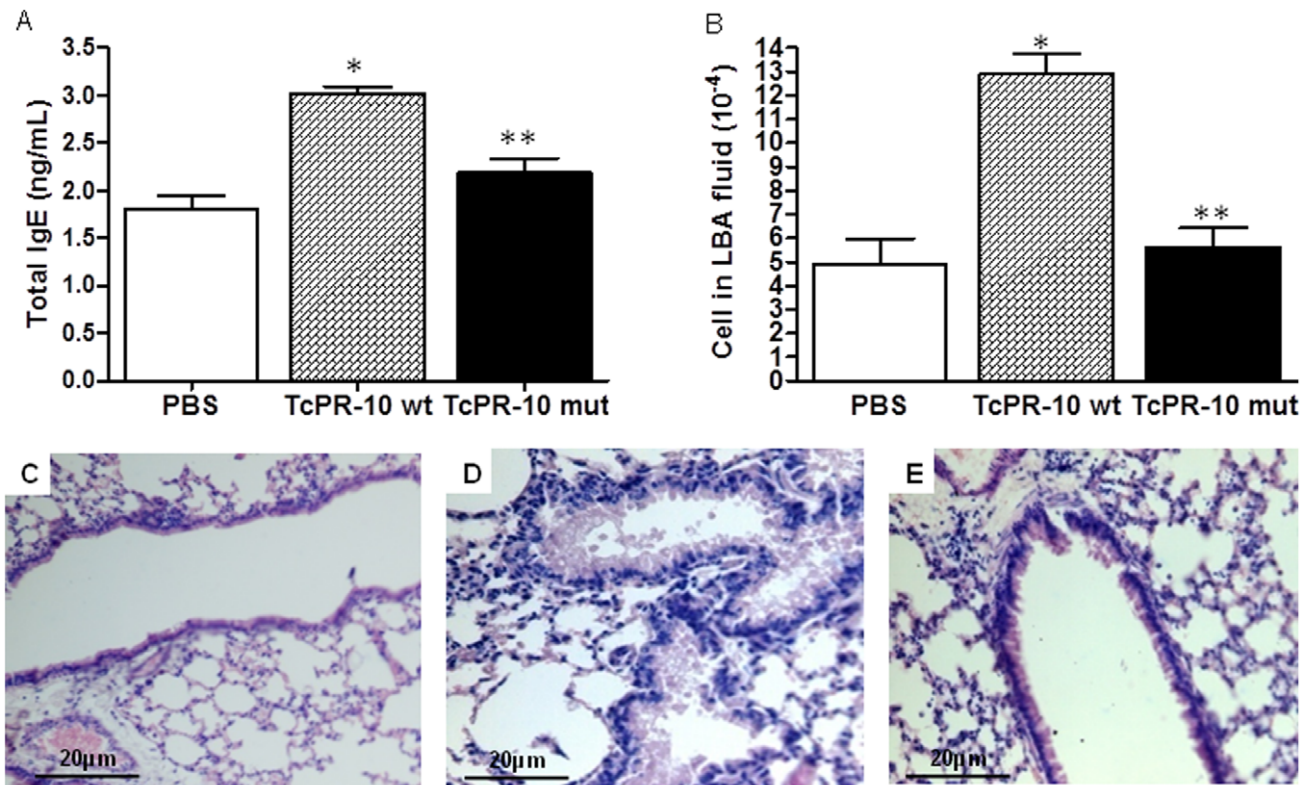 A
Total IgE (ng/mL)
3.5
3.0
2.5
2.0
1.5
1.0
0.5
0.0
*
**
PBS TcPR-10 wt TcPR-10 mut
B
Cell in LBA fluid (10-4)
14
13
12
11
10
9
8
7
6
5
4
3
2
1
0
*
**
PBS TcPR-10 wt TcPR-10 mut
C
20µm
D
20µm
E
20µm